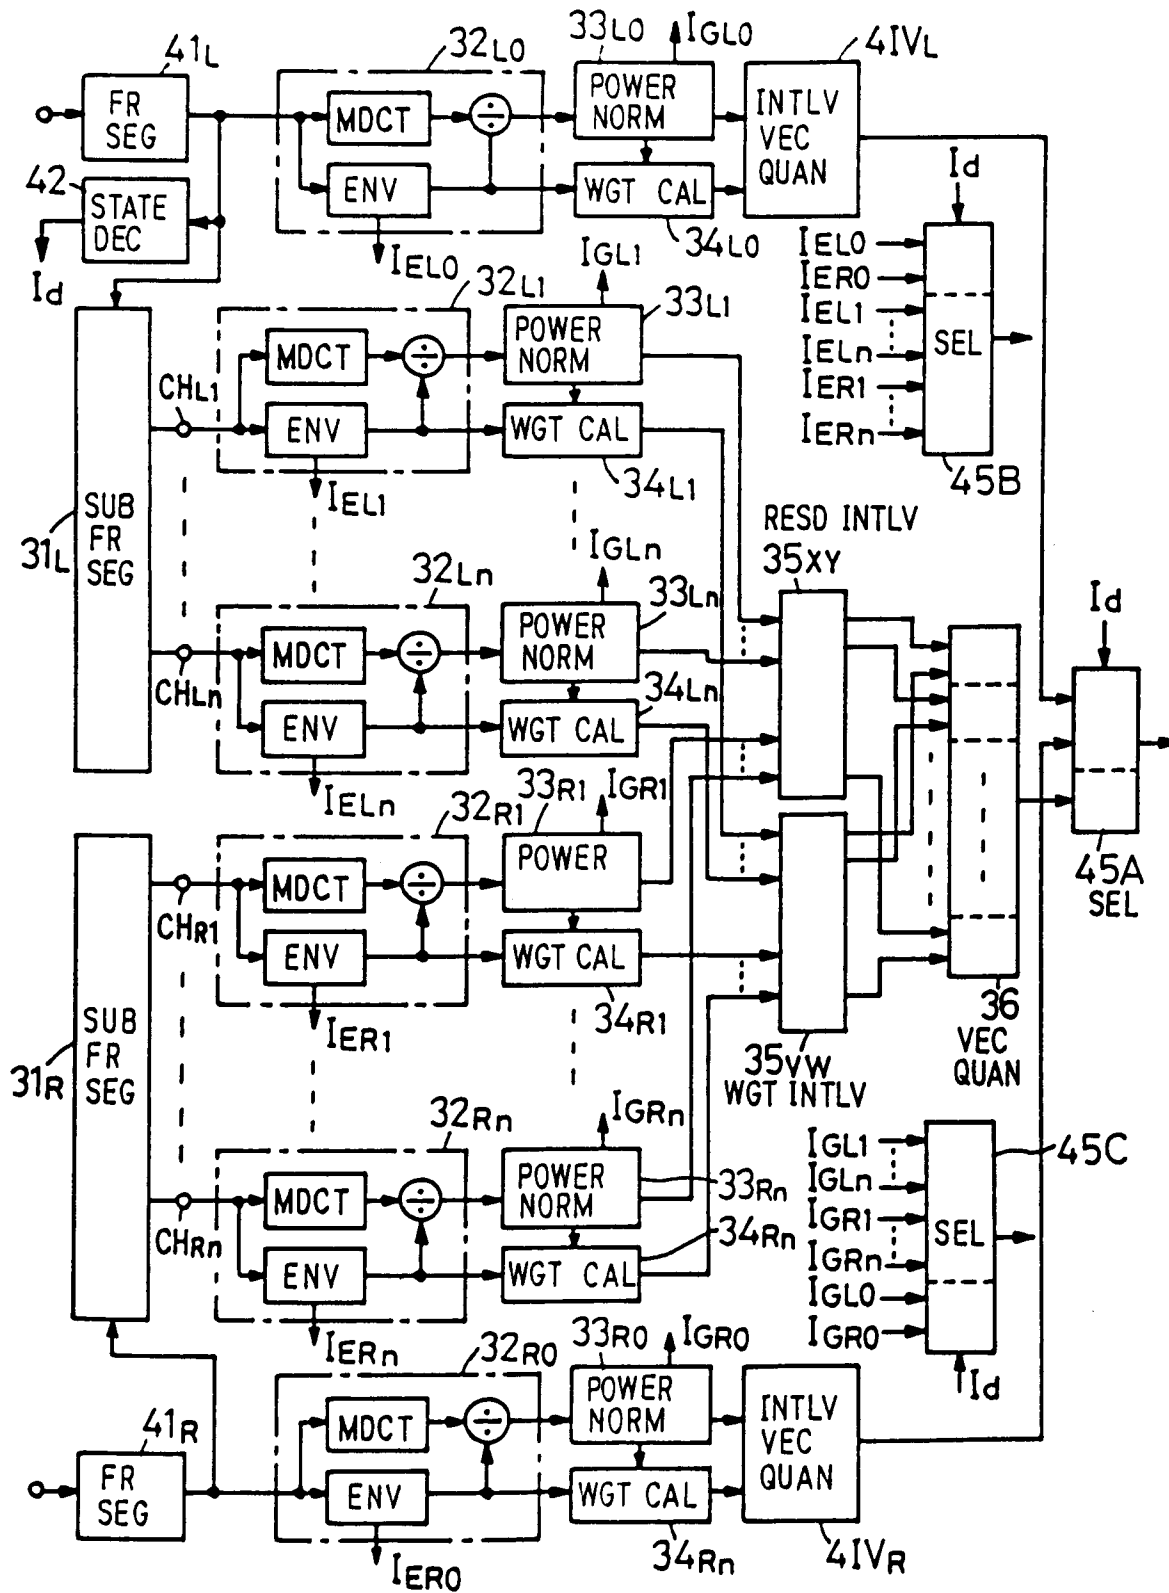 41L
FR
SEG
42
STATE
DEC
Id
32L0
MDCT
÷
ENV
IEL0
33L0
IGL0
POWER
NORM
WGT CAL
34L0
41VL
INTLV
VEC
QUAN
Id
IEL0
IER0
IEL1
IELn
IER1
IERn
SEL
45B
31L
SUB
FR
SEG
CHL1
CHLn
32L1
MDCT
÷
ENV
IEL1
IGL1
33L1
POWER
NORM
WGT CAL
34L1
32Ln
MDCT
÷
ENV
IELn
IGLn
33Ln
POWER
NORM
34Ln
WGT CAL
RESD INTLV
35XY
Id
45A
SEL
36
VEC
QUAN
35VW
WGT INTLV
31R
SUB
FR
SEG
CHR1
CHRn
32R1
MDCT
÷
ENV
IER1
33R1
IGR1
POWER
WGT CAL
34R1
32Rn
MDCT
÷
ENV
IERn
IGRn
POWER
NORM
33Rn
34Rn
WGT CAL
IGL1
IGLn
IGR1
IGRn
IGL0
IGR0
SEL
45C
Id
41R
FR
SEG
32R0
MDCT
÷
ENV
IER0
33R0
IGR0
POWER
NORM
WGT CAL
34Rn
INTLV
VEC
QUAN
41VR